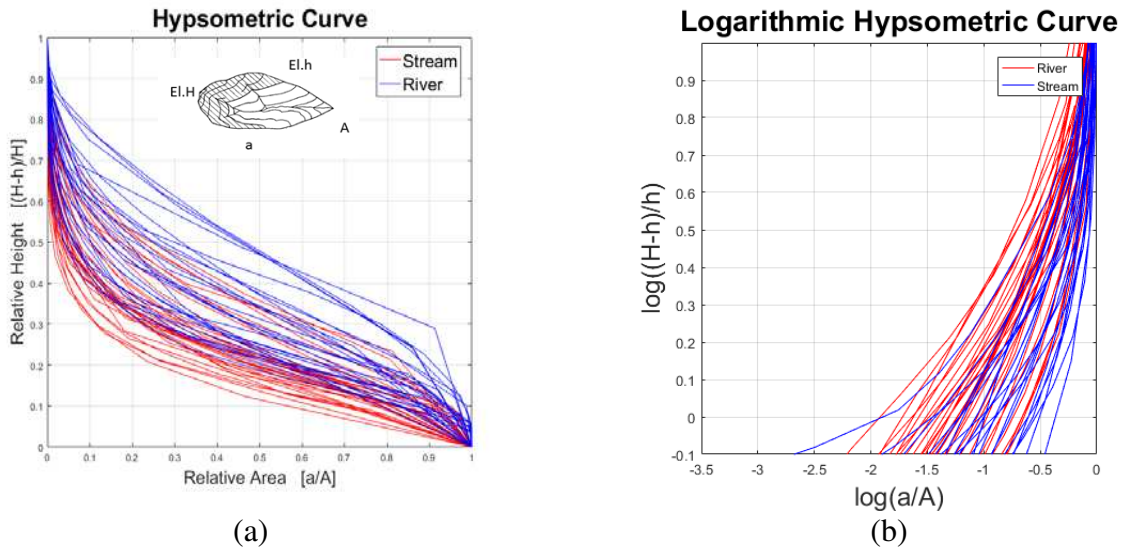 Hypsometric Curve
Stream
River
El.h
El.H
A
a
1
0.9
0.8
0.7
0.6
0.5
0.4
0.3
0.2
0.1
0
Relative Height [(H-h)/H]
0 0.1 0.2 0.3 0.4 0.5 0.6 0.7 0.8 0.9 1
Relative Area [a/A]
(a)
Logarithmic Hypsometric Curve
River
Stream
0.9
0.8
0.7
0.6
0.5
0.4
0.3
0.2
0.1
0
-0.1
log((H-h)/h)
-3.5 -3 -2.5 -2 -1.5 -1 -0.5 0
log(a/A)
(b)